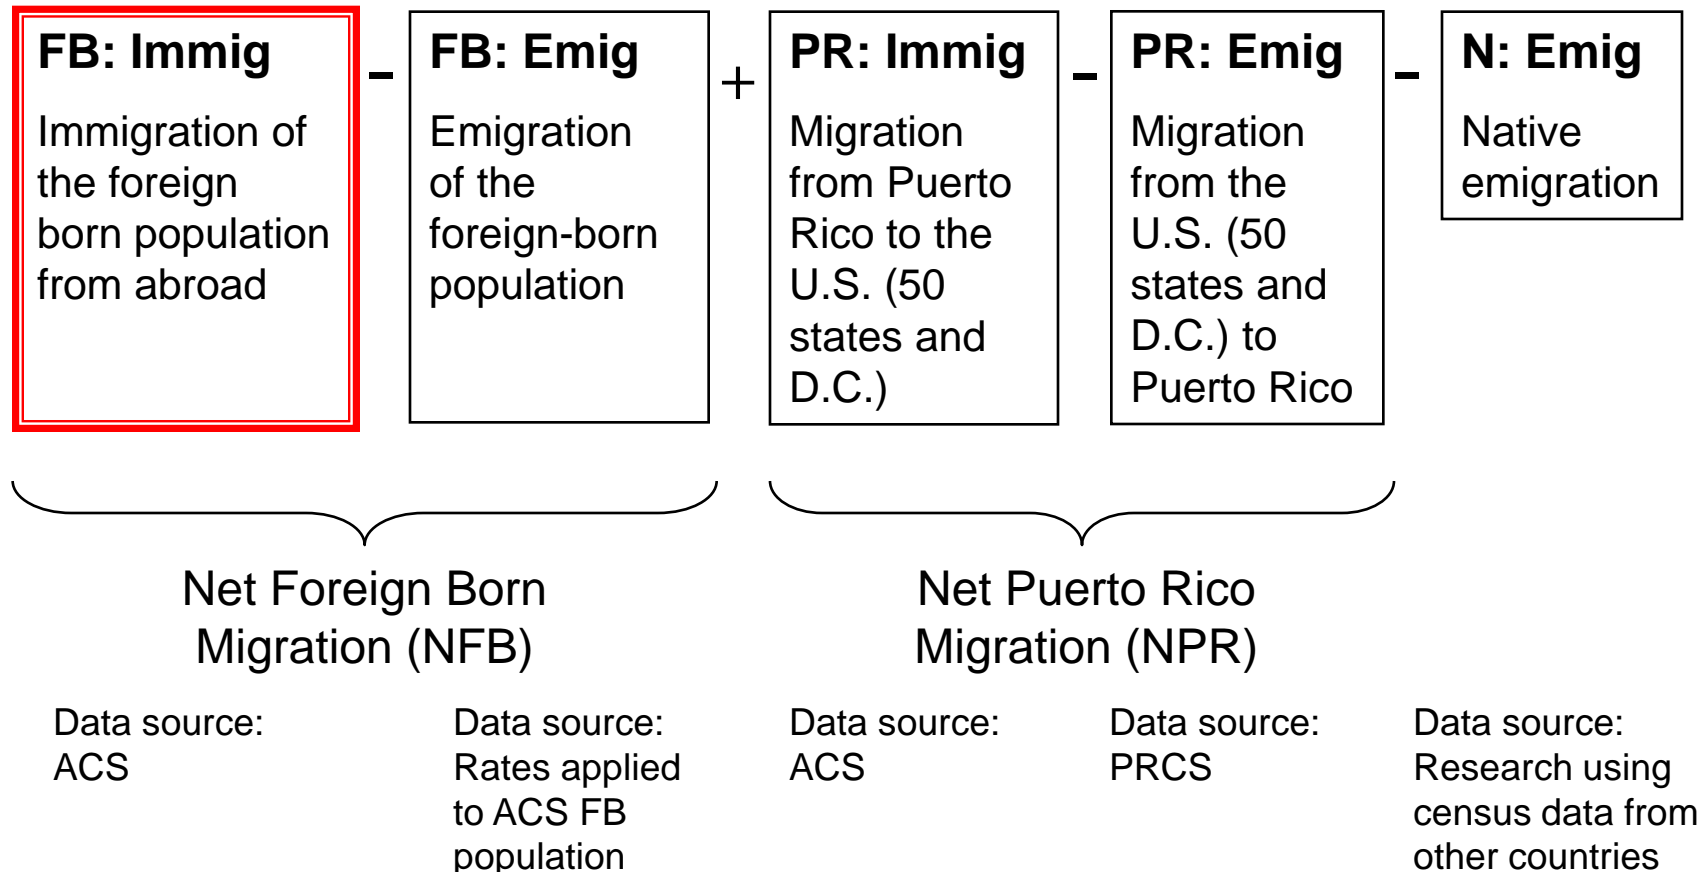 FB: Immig
Immigration of
the foreign
born population
from abroad
-
FB: Emig
Emigration
of the
foreign-born
population
+
PR: Immig
Migration
from Puerto
Rico to the
U.S. (50
states and
D.C.)
-
PR: Emig
Migration
from the
U.S. (50
states and
D.C.) to
Puerto Rico
-
N: Emig
Native
emigration
Net Foreign Born
Migration (NFB)
Net Puerto Rico
Migration (NPR)
Data source:
ACS
Data source:
Rates applied
to ACS FB
population
Data source:
ACS
Data source:
PRCS
Data source:
Research using
census data from
other countries